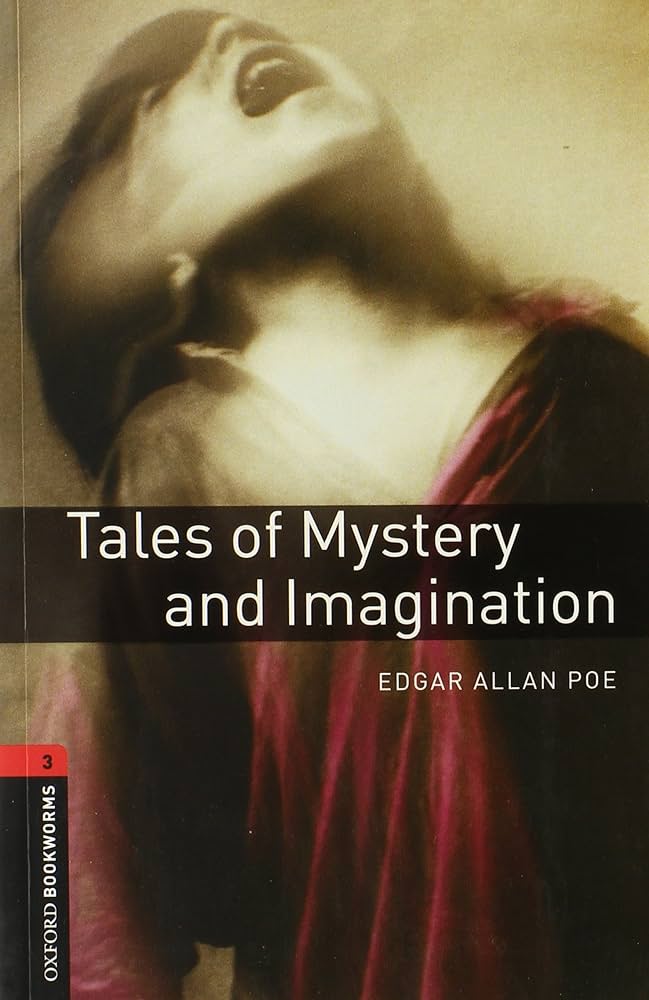 Tales of Mystery
and Imagination
EDGAR ALLAN POE
3
OXFORD BOOKWORMS